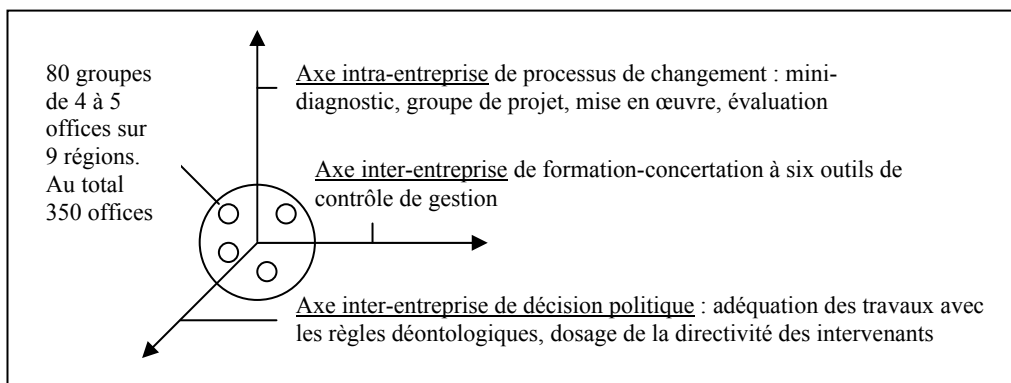 80 groupes
de 4 à 5
offices sur
9 régions.
Au total
350 offices
Axe intra-entreprise de processus de changement : mini-
diagnostic, groupe de projet, mise en œuvre, évaluation
Axe inter-entreprise de formation-concertation à six outils de
contrôle de gestion
Axe inter-entreprise de décision politique : adéquation des travaux avec
les règles déontologiques, dosage de la directivité des intervenants